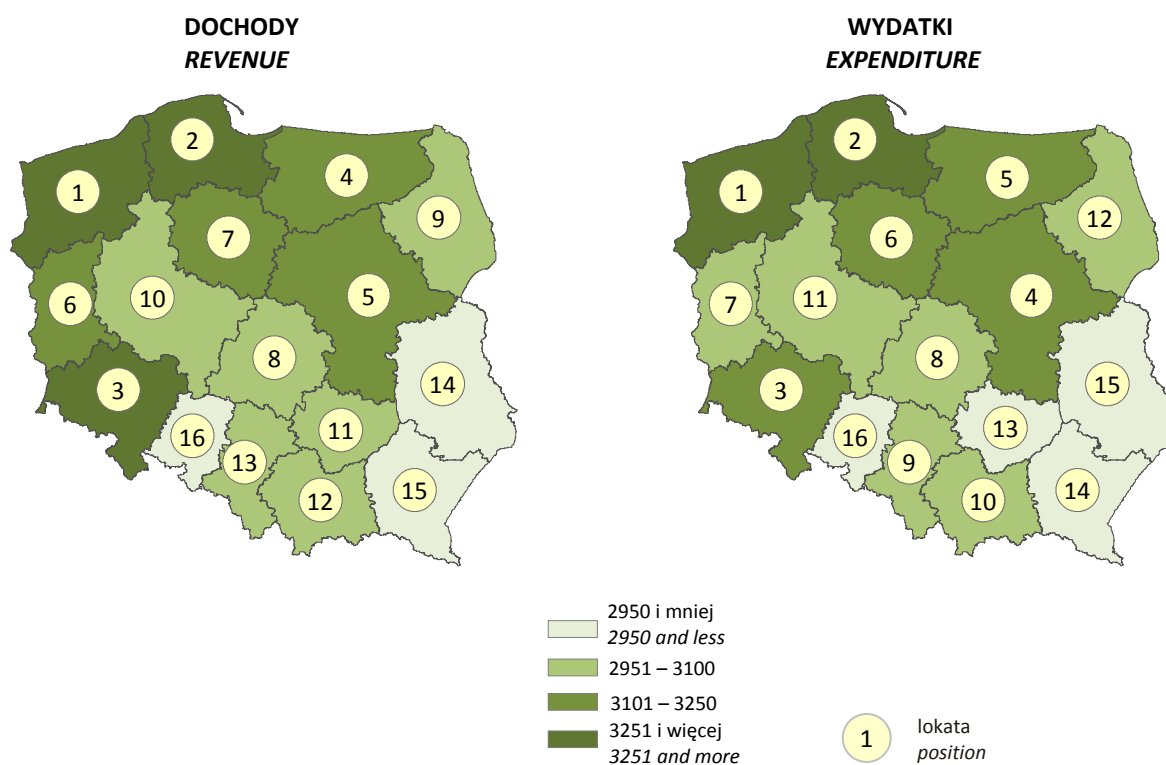 DOCHODY
REVENUE
WYDATKI
EXPENDITURE
2
1
4
9
7
6
10
5
8
3
14
16
11
13
12
15
2
1
5
12
6
7
11
4
8
3
15
16
13
9
10
14
2950 i mniej
2950 and less
2951 – 3100
3101 – 3250
3251 i więcej
3251 and more
1
lokata
position